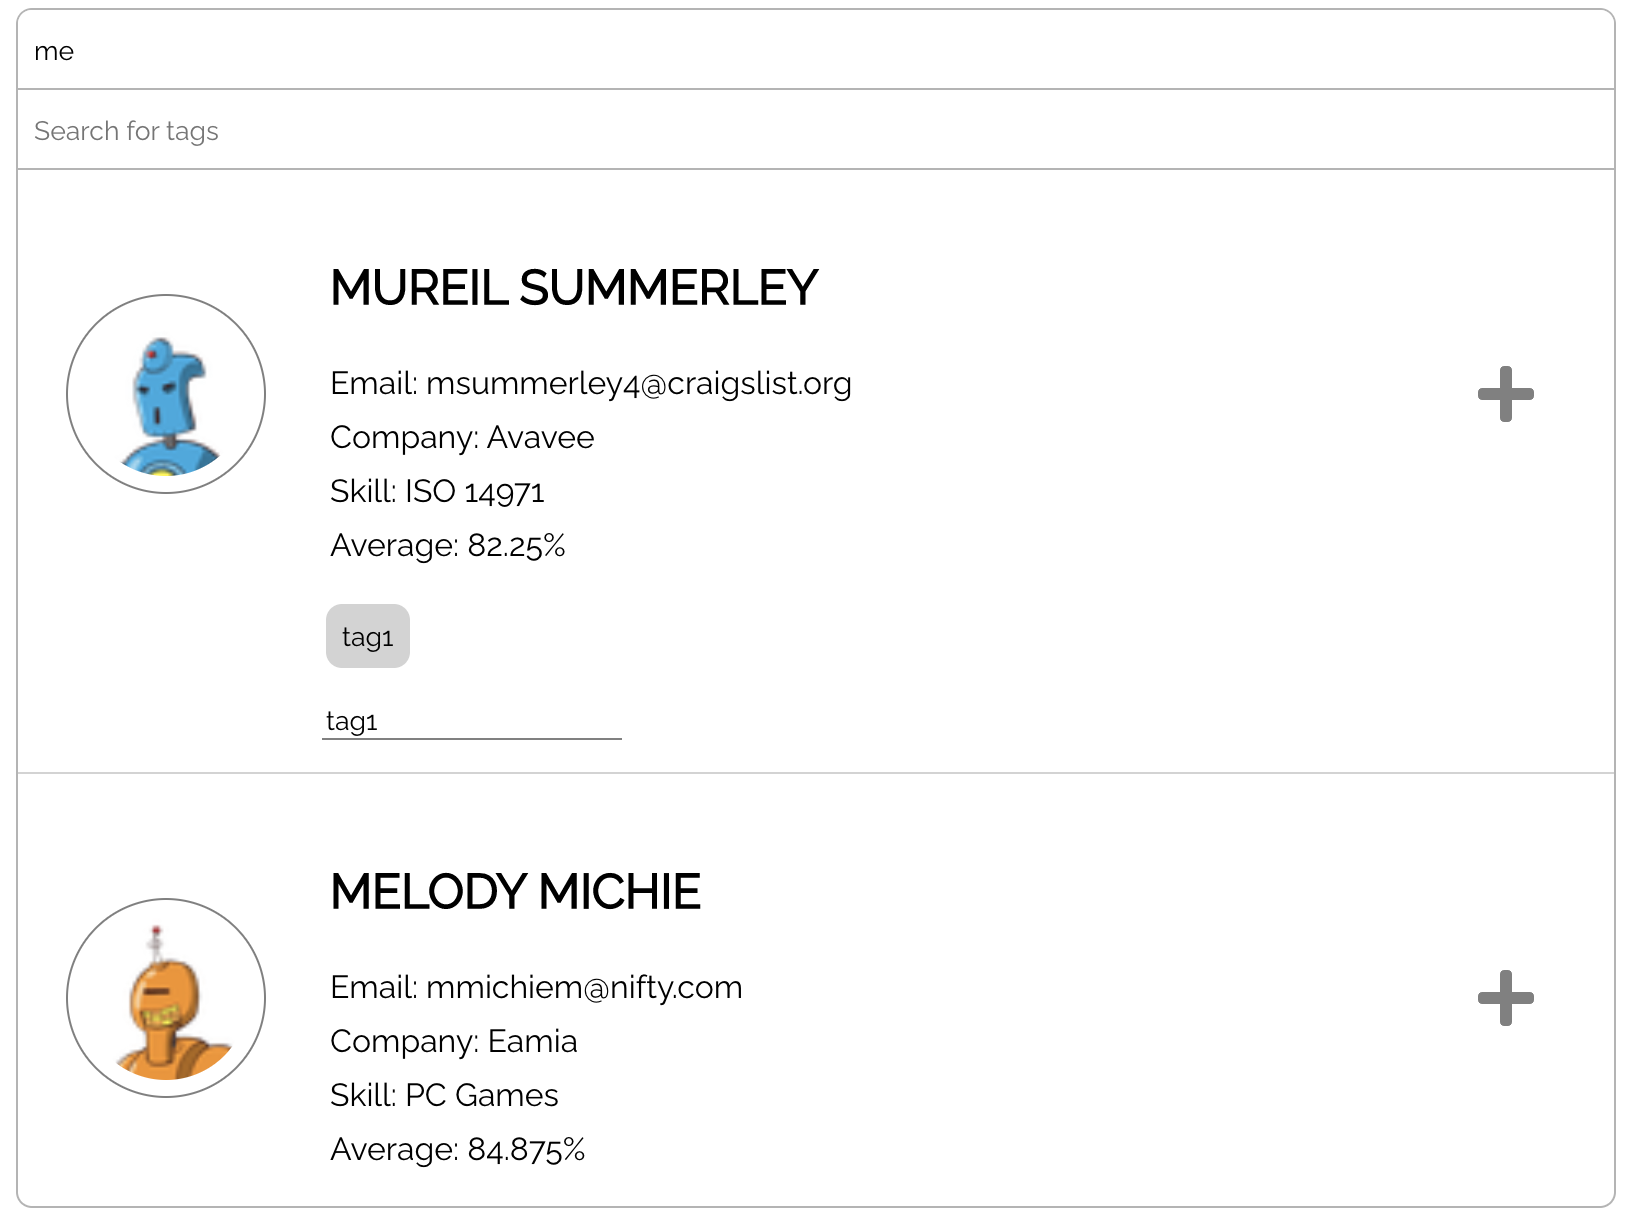 me
Search for tags
MUREIL SUMMERLEY
Email: msummerley4@craigslist.org
Company: Avavee
Skill: ISO 14971
Average: 82.25%
tag1
tag1
MELODY MICHIE
Email: mmichiem@nifty.com
Company: Eamia
Skill: PC Games
Average: 84.875%